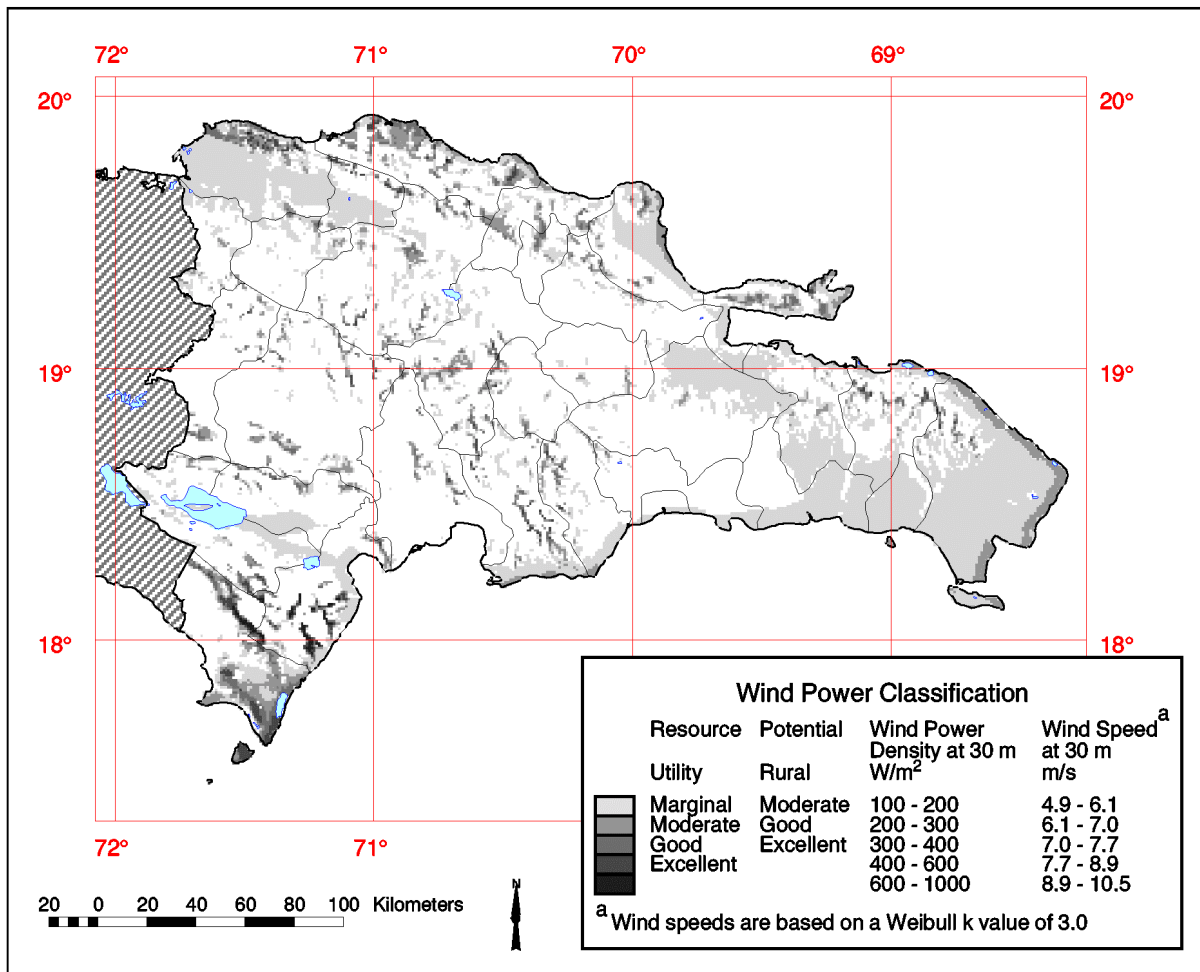 72° 71° 70° 69°
20° 20°
19° 19°
18° 18°
72° 71°
Wind Power Classification
Resource Potential Wind Power Wind Speed a
Density at 30 m at 30 m
Utility Rural W/m² m/s
Marginal Moderate 100 - 200 4.9 - 6.1
Moderate Good 200 - 300 6.1 - 7.0
Good Excellent 300 - 400 7.0 - 7.7
Excellent 400 - 600 7.7 - 8.9
600 - 1000 8.9 - 10.5
a Wind speeds are based on a Weibull k value of 3.0
20 0 20 40 60 80 100 Kilometers
N